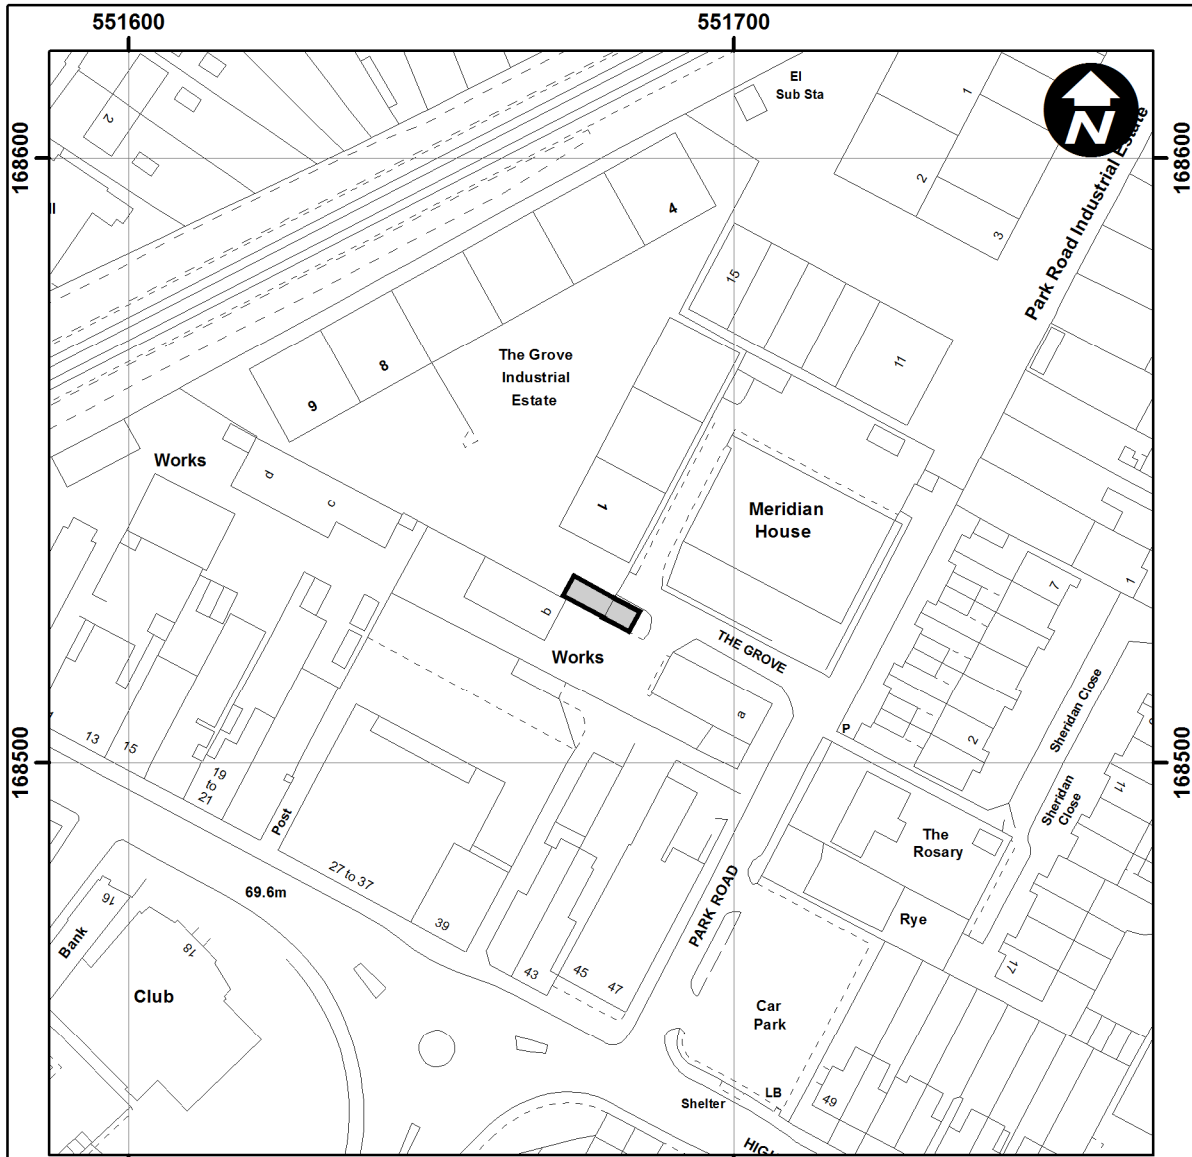 551600
551700
168600
168600
168500
168500
N
El
Sub Sta
2
1
2
3
Park Road Industrial Estate
ll
4
15
11
8
9
The Grove
Industrial
Estate
Works
d
c
1
Meridian
House
b
Works
THE GROVE
7
1
a
P
2
Sheridan Close
Sheridan
Close
11
13
15
19
to
21
Post
27 to 37
39
69.6m
43
45
47
PARK ROAD
The
Rosary
Rye
17
16
18
Bank
Club
Car
Park
LB
49
Shelter